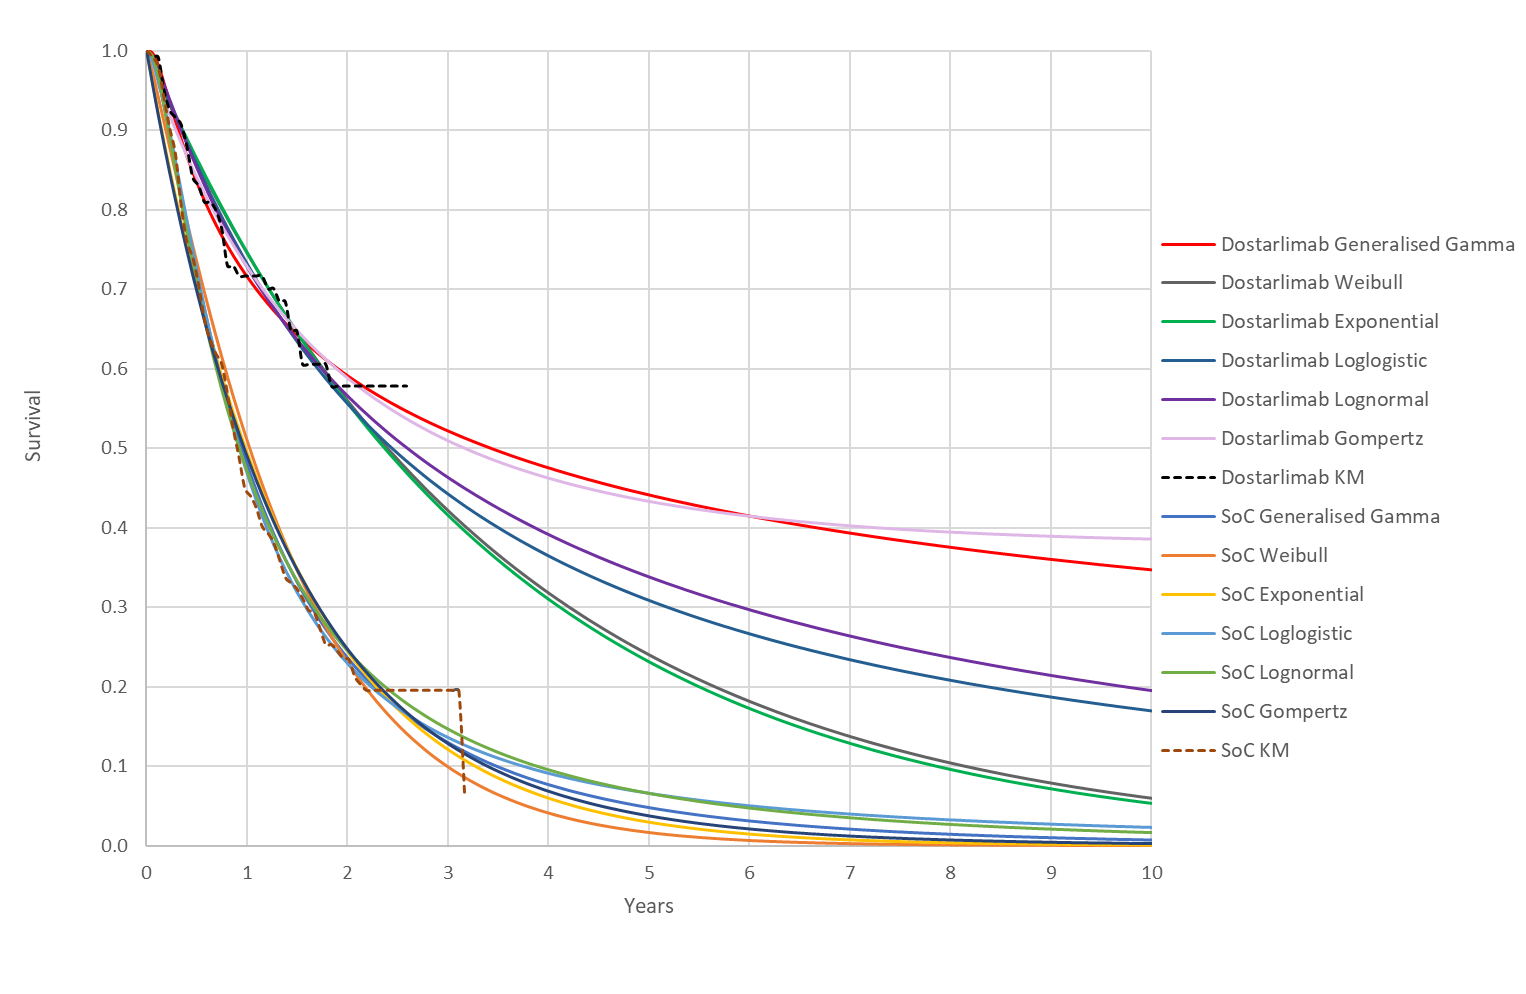 1.0
0.9
0.8
0.7
0.6
0.5
0.4
0.3
0.2
0.1
0.0
Survival
0 1 2 3 4 5 6 7 8 9 10
Years
Dostarlimab Generalised Gamma
Dostarlimab Weibull
Dostarlimab Exponential
Dostarlimab Loglogistic
Dostarlimab Lognormal
Dostarlimab Gompertz
Dostarlimab KM
SoC Generalised Gamma
SoC Weibull
SoC Exponential
SoC Loglogistic
SoC Lognormal
SoC Gompertz
SoC KM